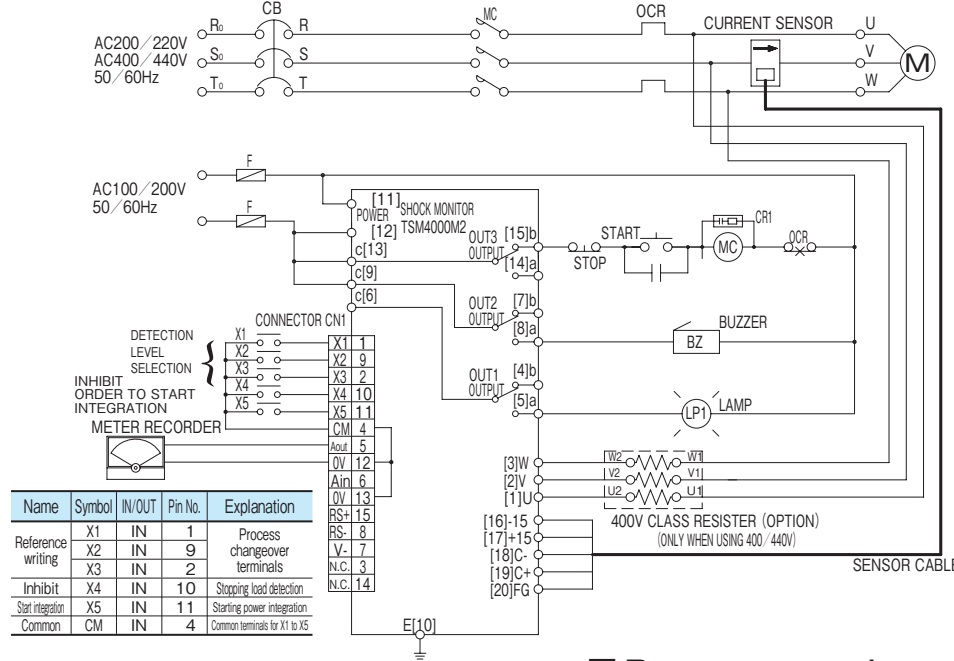 CB
MC
OCR
CURRENT SENSOR
AC200/220V
AC400/440V
50/60Hz
R0
R
U
S0
S
V
T0
T
W
M
AC100/200V
50/60Hz
F
F
[11]
POWER
[12]
SHOCK MONITOR
TSM4000M2
c[13]
c[9]
c[6]
OUT3
OUTPUT
[15]b
[14]a
STOP
START
MC
CR1
OCR
OUT2
OUTPUT
[7]b
[8]a
BUZZER
BZ
OUT1
OUTPUT
[4]b
[5]a
LP1
LAMP
CONNECTOR CN1
DETECTION
LEVEL
SELECTION
INHIBIT
ORDER TO START
INTEGRATION
METER RECORDER
X1
X2
X3
X4
X5
X1 1
X2 9
X3 2
X4 10
X5 11
CM 4
Aout 5
0V 12
Ain 6
0V 13
RS+ 15
RS- 8
V- 7
N.C. 3
N.C. 14
E[10]
[3]W
[2]V
[1]U
W2 W1
V2 V1
U2 U1
400V CLASS RESISTER (OPTION)
(ONLY WHEN USING 400/440V)
[16]-15
[17]+15
[18]C-
[19]C+
[20]FG
SENSOR CABLE
Name Symbol IN/OUT Pin No. Explanation
Reference writing
X1 IN 1
X2 IN 9
X3 IN 2
Process changeover terminals
Inhibit X4 IN 10 Stopping load detection
Start integration X5 IN 11 Starting power integration
Common CM IN 4 Common terminals for X1 to X5